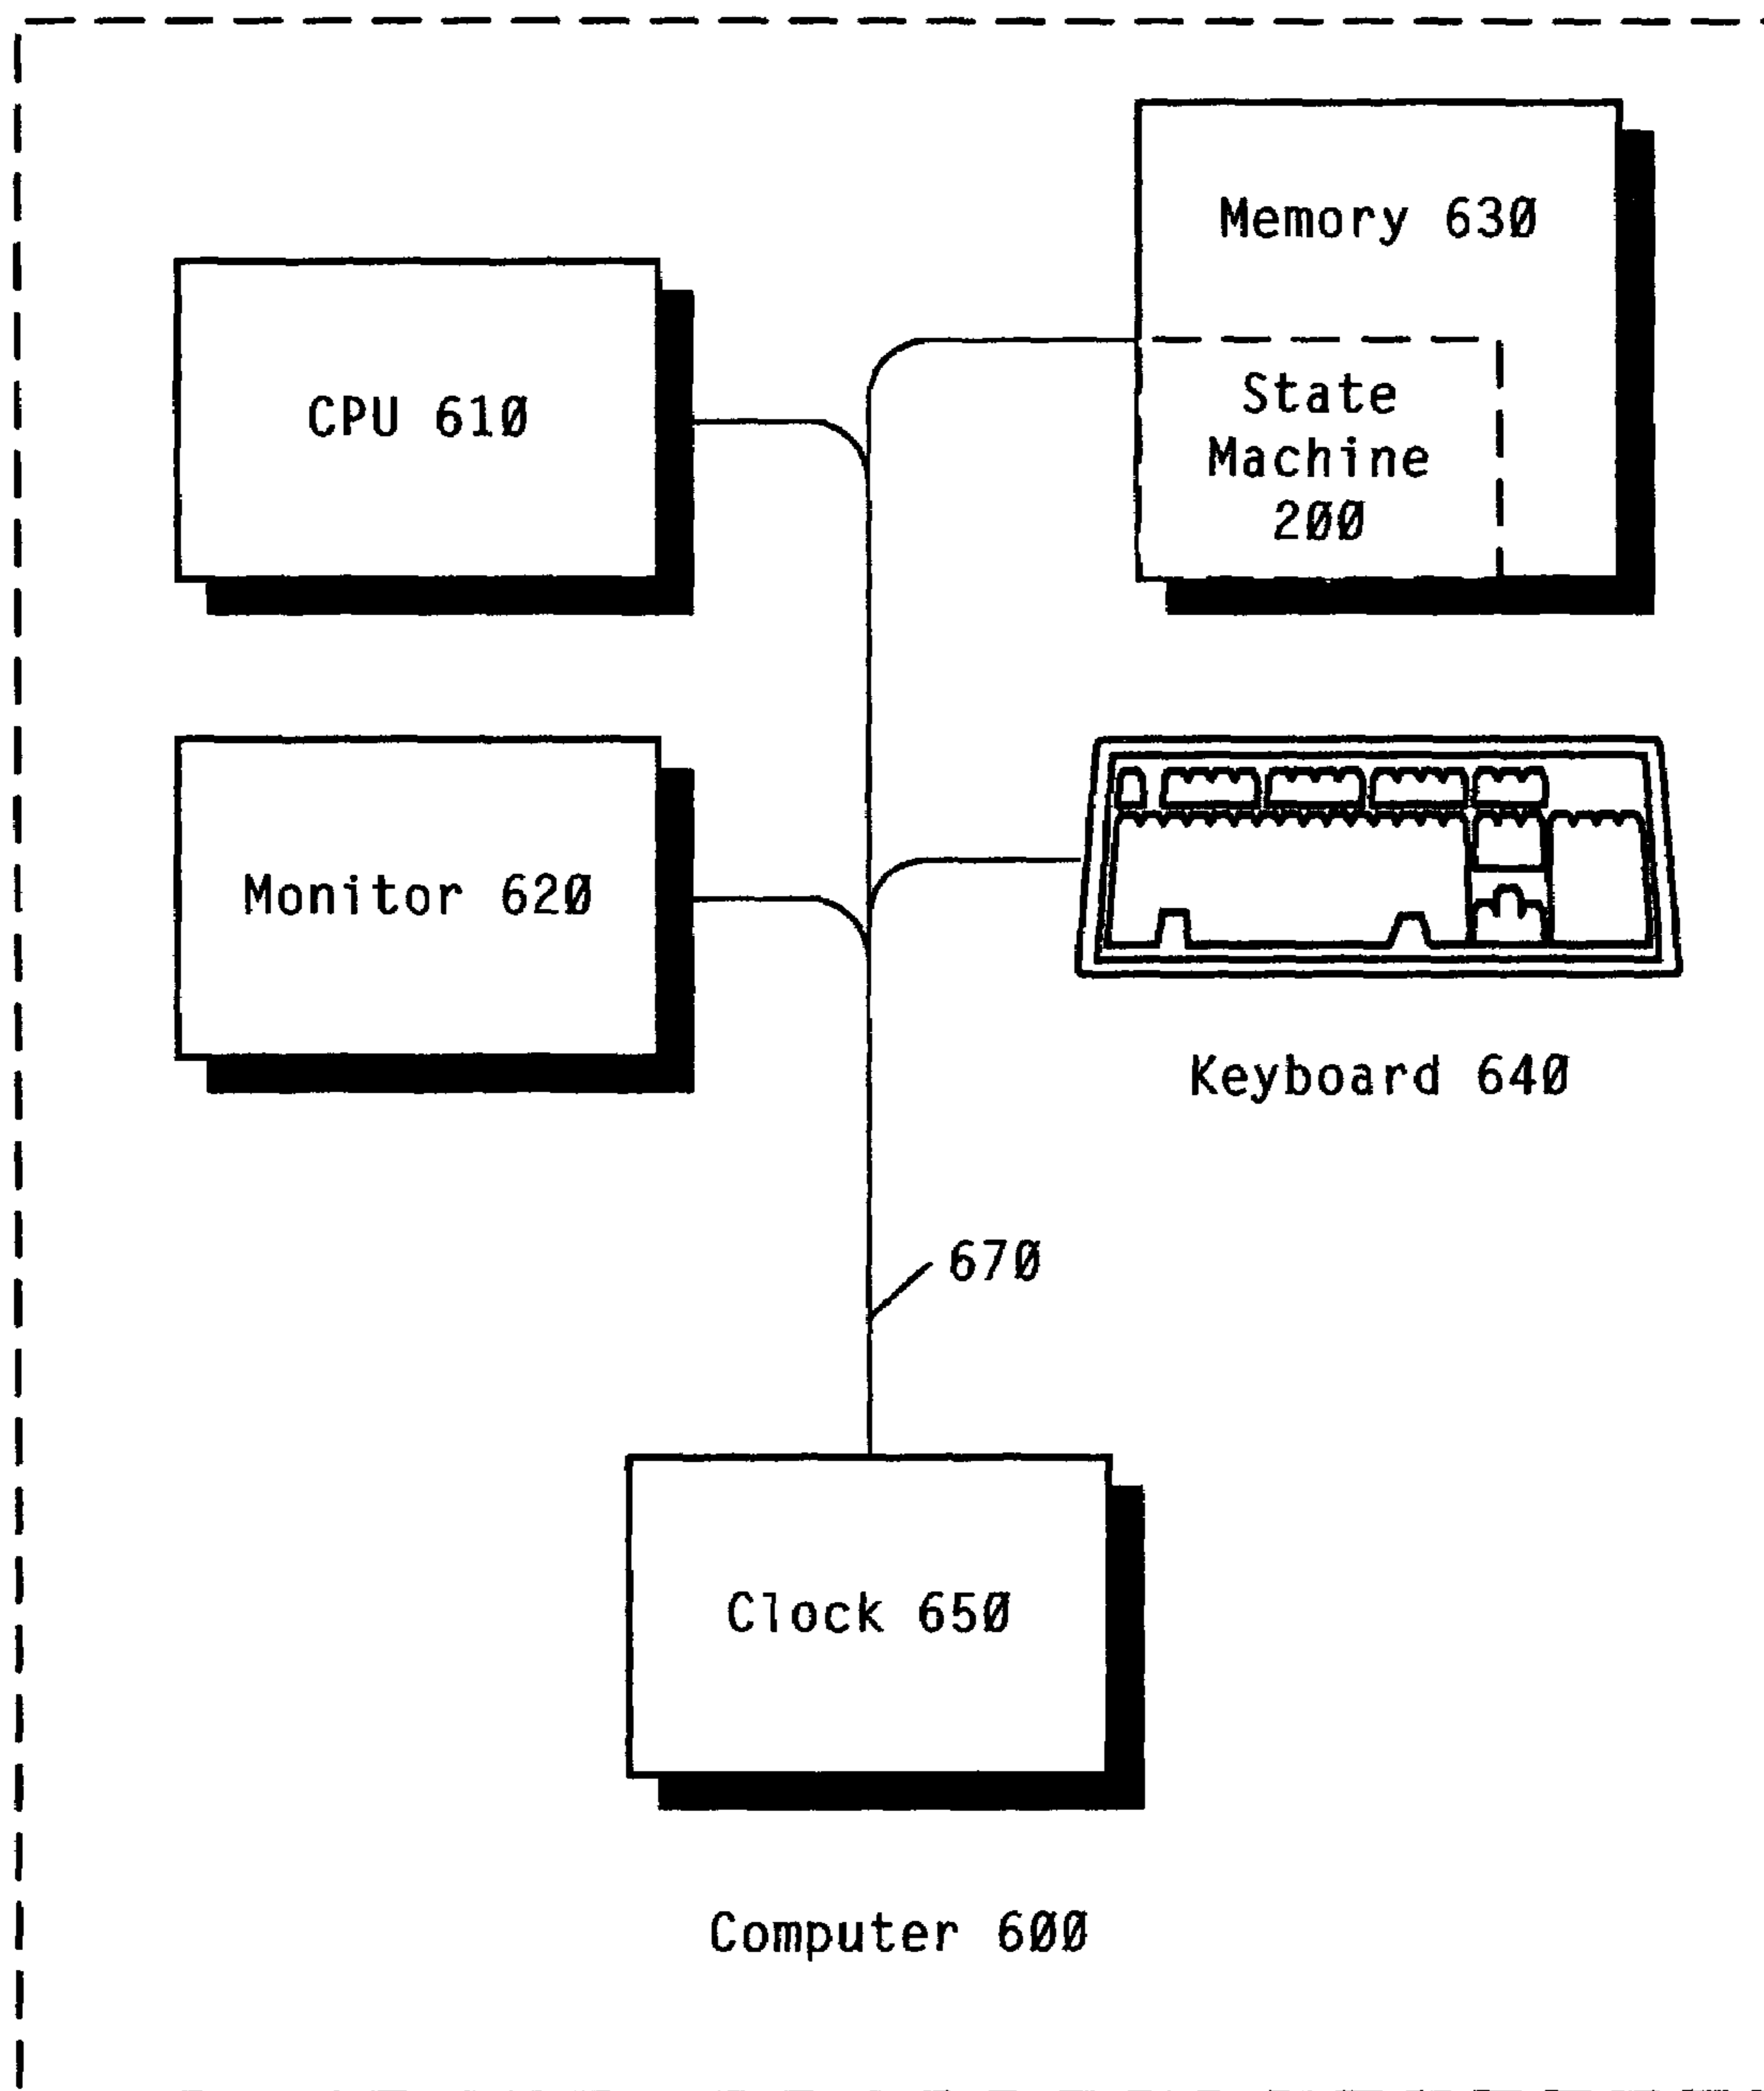 Memory 630
CPU 610
State
Machine
200
Monitor 620
Keyboard 640
670
Clock 650
Computer 600